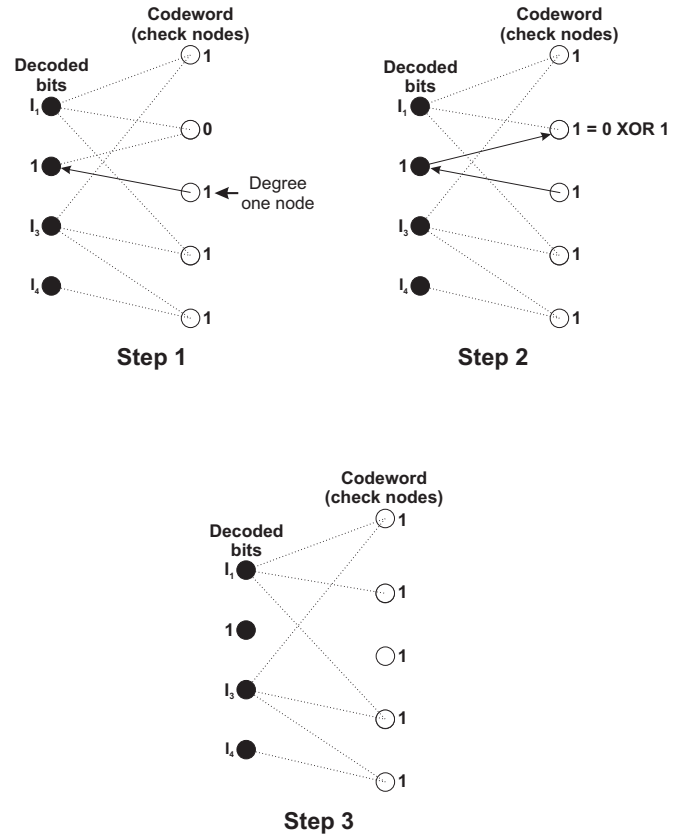 Codeword
(check nodes)
Decoded
bits
1
I₁
0
1
1
Degree
one node
I₃
1
I₄
1
Step 1
Codeword
(check nodes)
Decoded
bits
1
I₁
1 = 0 XOR 1
1
1
I₃
1
I₄
1
Step 2
Codeword
(check nodes)
Decoded
bits
1
I₁
1
1
1
I₃
1
I₄
1
Step 3